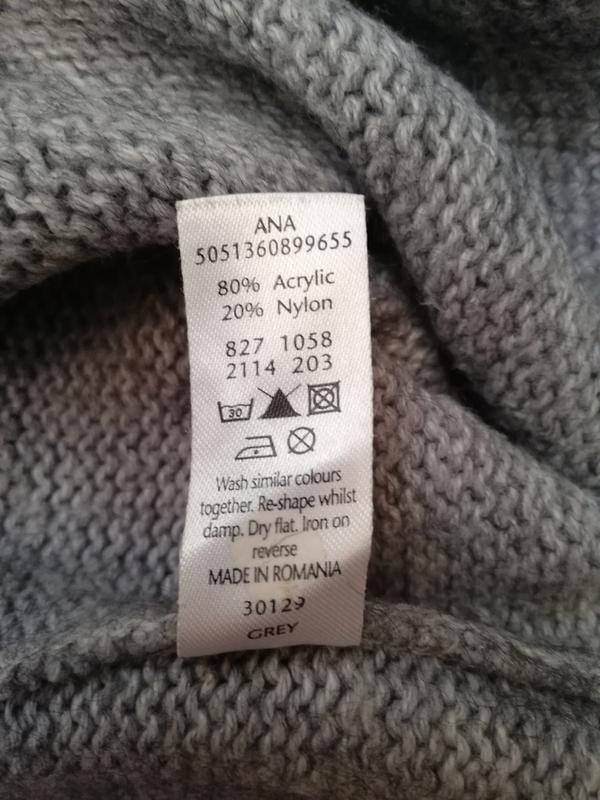 ANA
5051360899655
80% Acrylic
20% Nylon
827 1058
2114 203
30
Wash similar colours
together. Re-shape whilst
damp. Dry flat. Iron on
reverse
MADE IN ROMANIA
30129
GREY